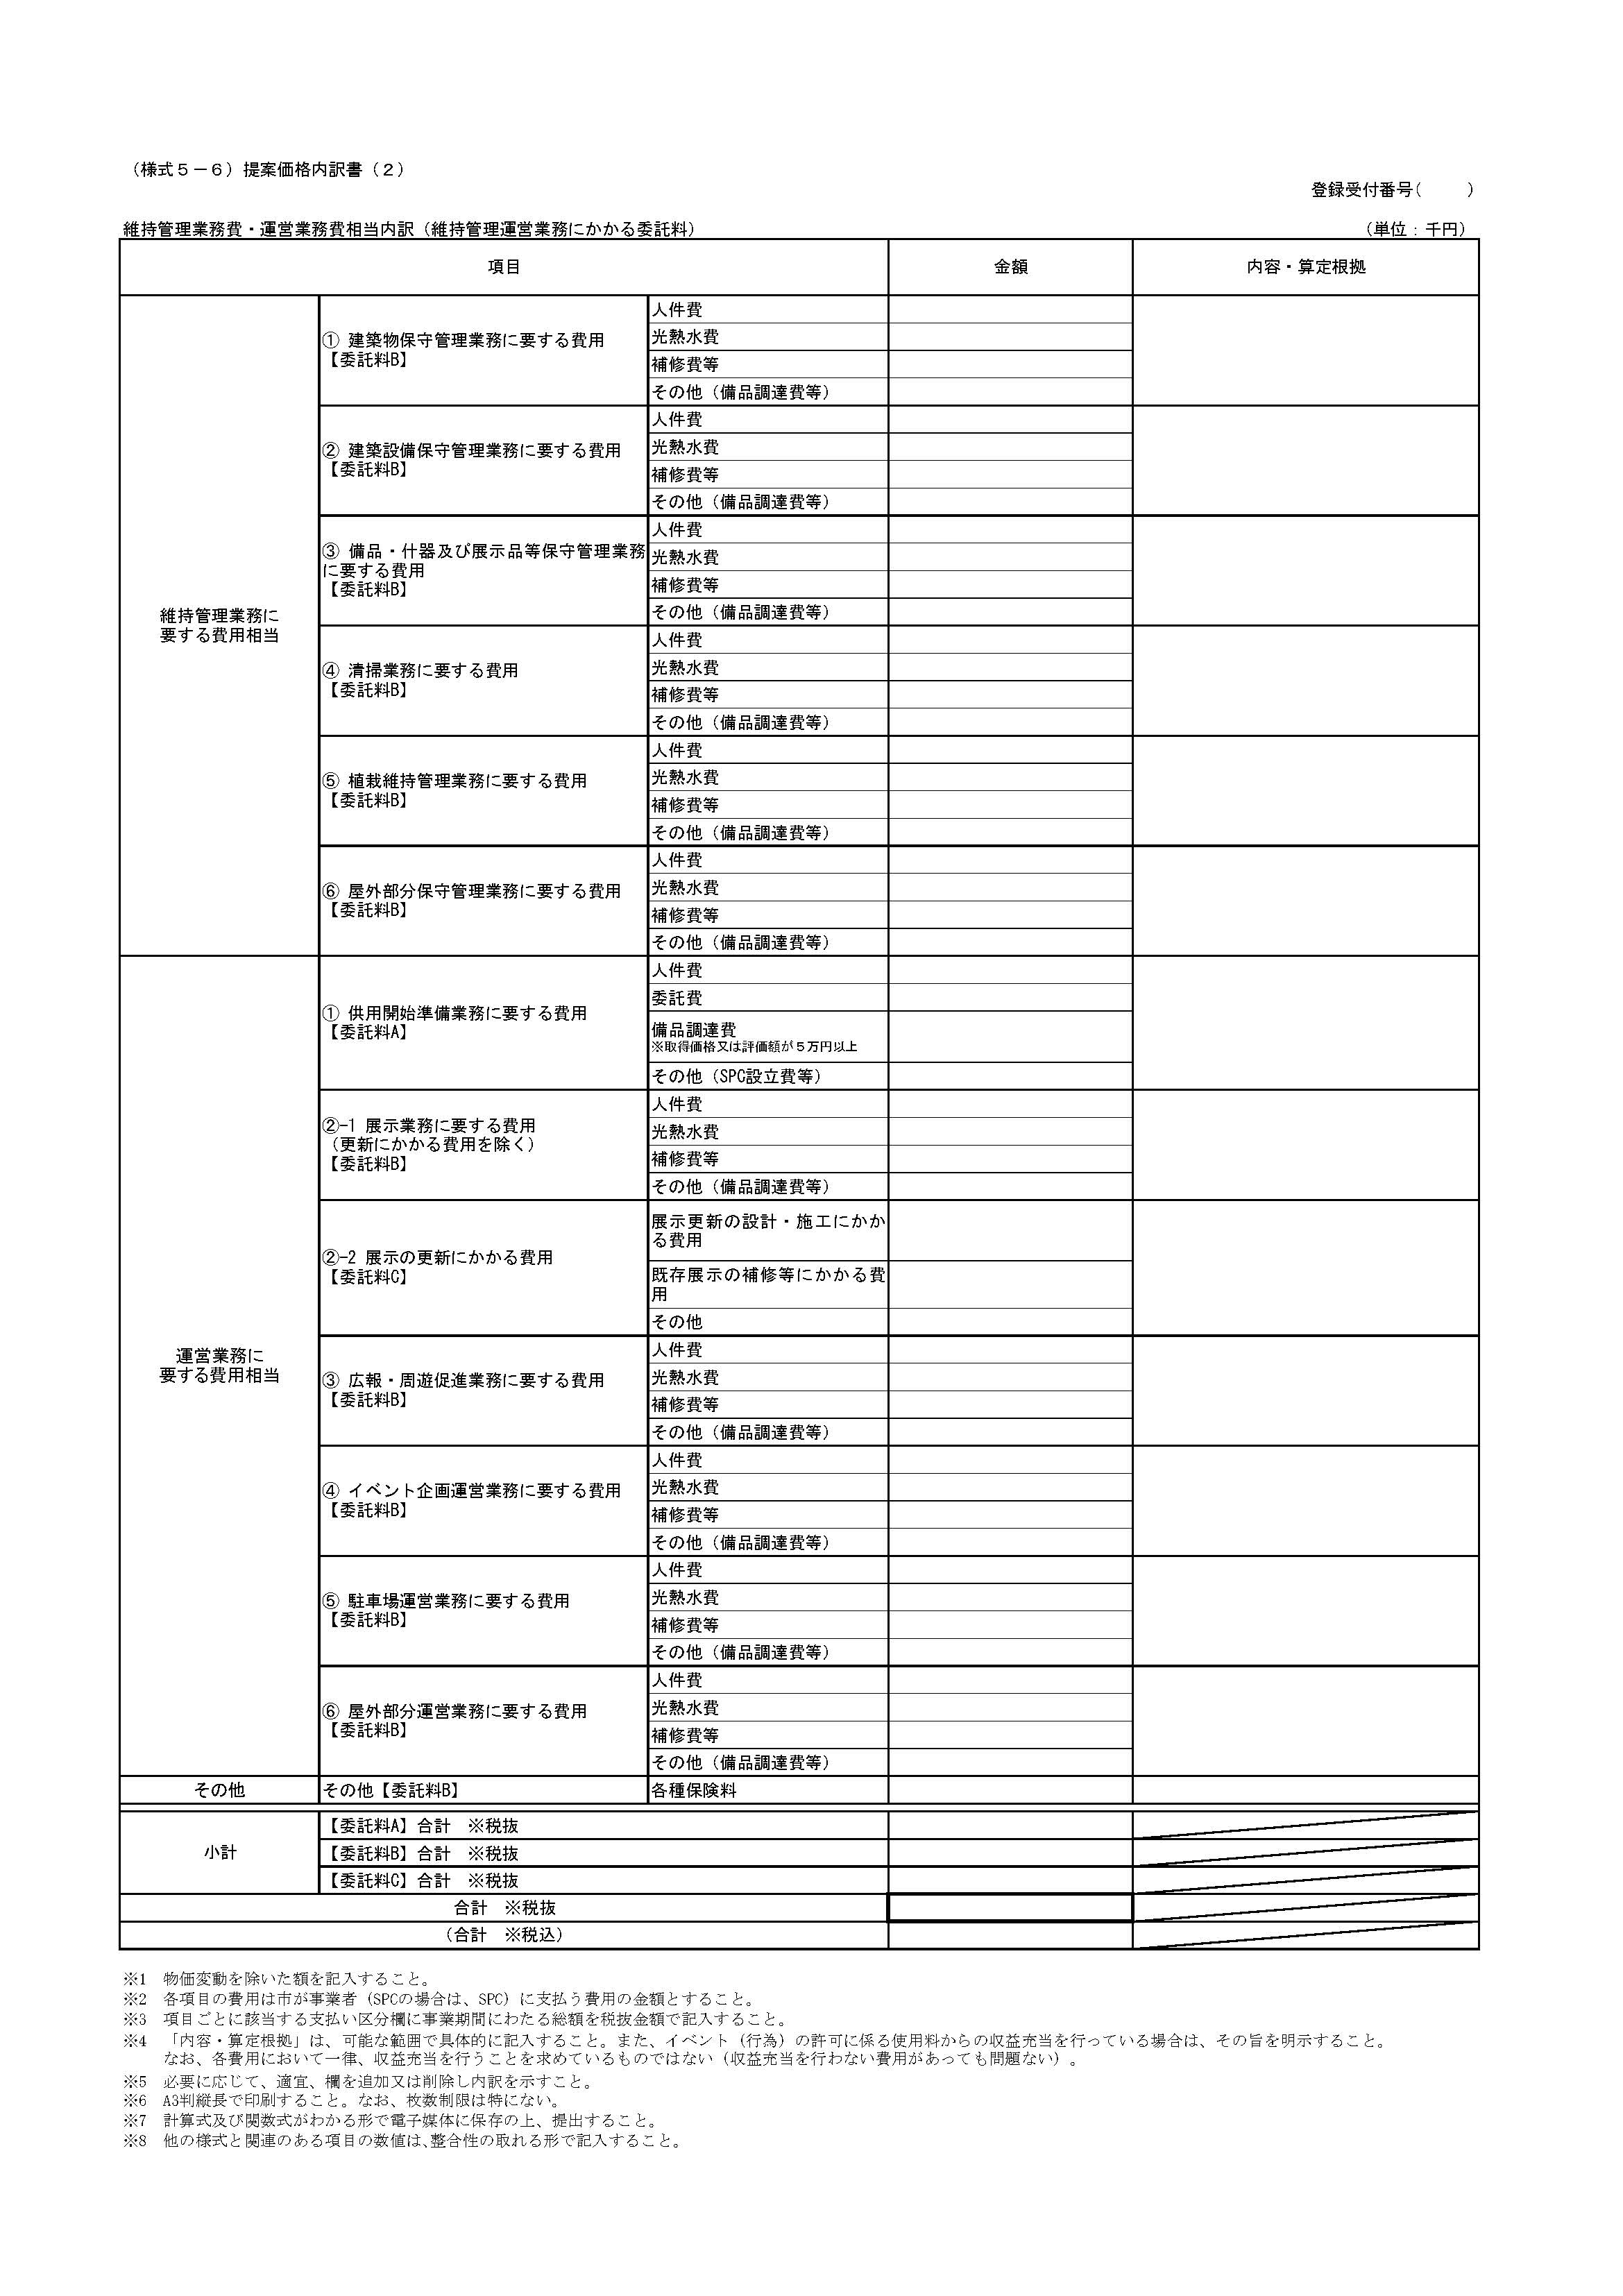 （様式５－６）提案価格内訳書（２）
登録受付番号(　　　)
維持管理業務費・運営業務費相当内訳（維持管理運営業務にかかる委託料）
（単位：千円）
項目
金額
内容・算定根拠
維持管理業務に
要する費用相当
① 建築物保守管理業務に要する費用
【委託料B】
人件費
光熱水費
補修費等
その他（備品調達費等）
② 建築設備保守管理業務に要する費用
【委託料B】
人件費
光熱水費
補修費等
その他（備品調達費等）
③ 備品・什器及び展示品等保守管理業務
に要する費用
【委託料B】
人件費
光熱水費
補修費等
その他（備品調達費等）
④ 清掃業務に要する費用
【委託料B】
人件費
光熱水費
補修費等
その他（備品調達費等）
⑤ 植栽維持管理業務に要する費用
【委託料B】
人件費
光熱水費
補修費等
その他（備品調達費等）
⑥ 屋外部分保守管理業務に要する費用
【委託料B】
人件費
光熱水費
補修費等
その他（備品調達費等）
運営業務に
要する費用相当
① 供用開始準備業務に要する費用
【委託料A】
人件費
委託費
備品調達費
※取得価格又は評価額が５万円以上
その他（SPC設立費等）
②-1 展示業務に要する費用
（更新にかかる費用を除く）
【委託料B】
人件費
光熱水費
補修費等
その他（備品調達費等）
②-2 展示の更新にかかる費用
【委託料C】
展示更新の設計・施工にかか
る費用
既存展示の補修等にかかる費
用
その他
③ 広報・周遊促進業務に要する費用
【委託料B】
人件費
光熱水費
補修費等
その他（備品調達費等）
④ イベント企画運営業務に要する費用
【委託料B】
人件費
光熱水費
補修費等
その他（備品調達費等）
⑤ 駐車場運営業務に要する費用
【委託料B】
人件費
光熱水費
補修費等
その他（備品調達費等）
⑥ 屋外部分運営業務に要する費用
【委託料B】
人件費
光熱水費
補修費等
その他（備品調達費等）
その他
その他【委託料B】
各種保険料
小計
【委託料A】合計　※税抜
【委託料B】合計　※税抜
【委託料C】合計　※税抜
合計　※税抜
（合計　※税込）
※1　物価変動を除いた額を記入すること。
※2　各項目の費用は市が事業者（SPCの場合は、SPC）に支払う費用の金額とすること。
※3　項目ごとに該当する支払い区分欄に事業期間にわたる総額を税抜金額で記入すること。
※4　「内容・算定根拠」は、可能な範囲で具体的に記入すること。また、イベント（行為）の許可に係る使用料からの収益充当を行っている場合は、その旨を明示すること。
なお、各費用において一律、収益充当を行うことを求めているものではない（収益充当を行わない費用があっても問題ない）。
※5　必要に応じて、適宜、欄を追加又は削除し内訳を示すこと。
※6　A3判縦長で印刷すること。なお、枚数制限は特にない。
※7　計算式及び関数式がわかる形で電子媒体に保存の上、提出すること。
※8　他の様式と関連のある項目の数値は、整合性の取れる形で記入すること。